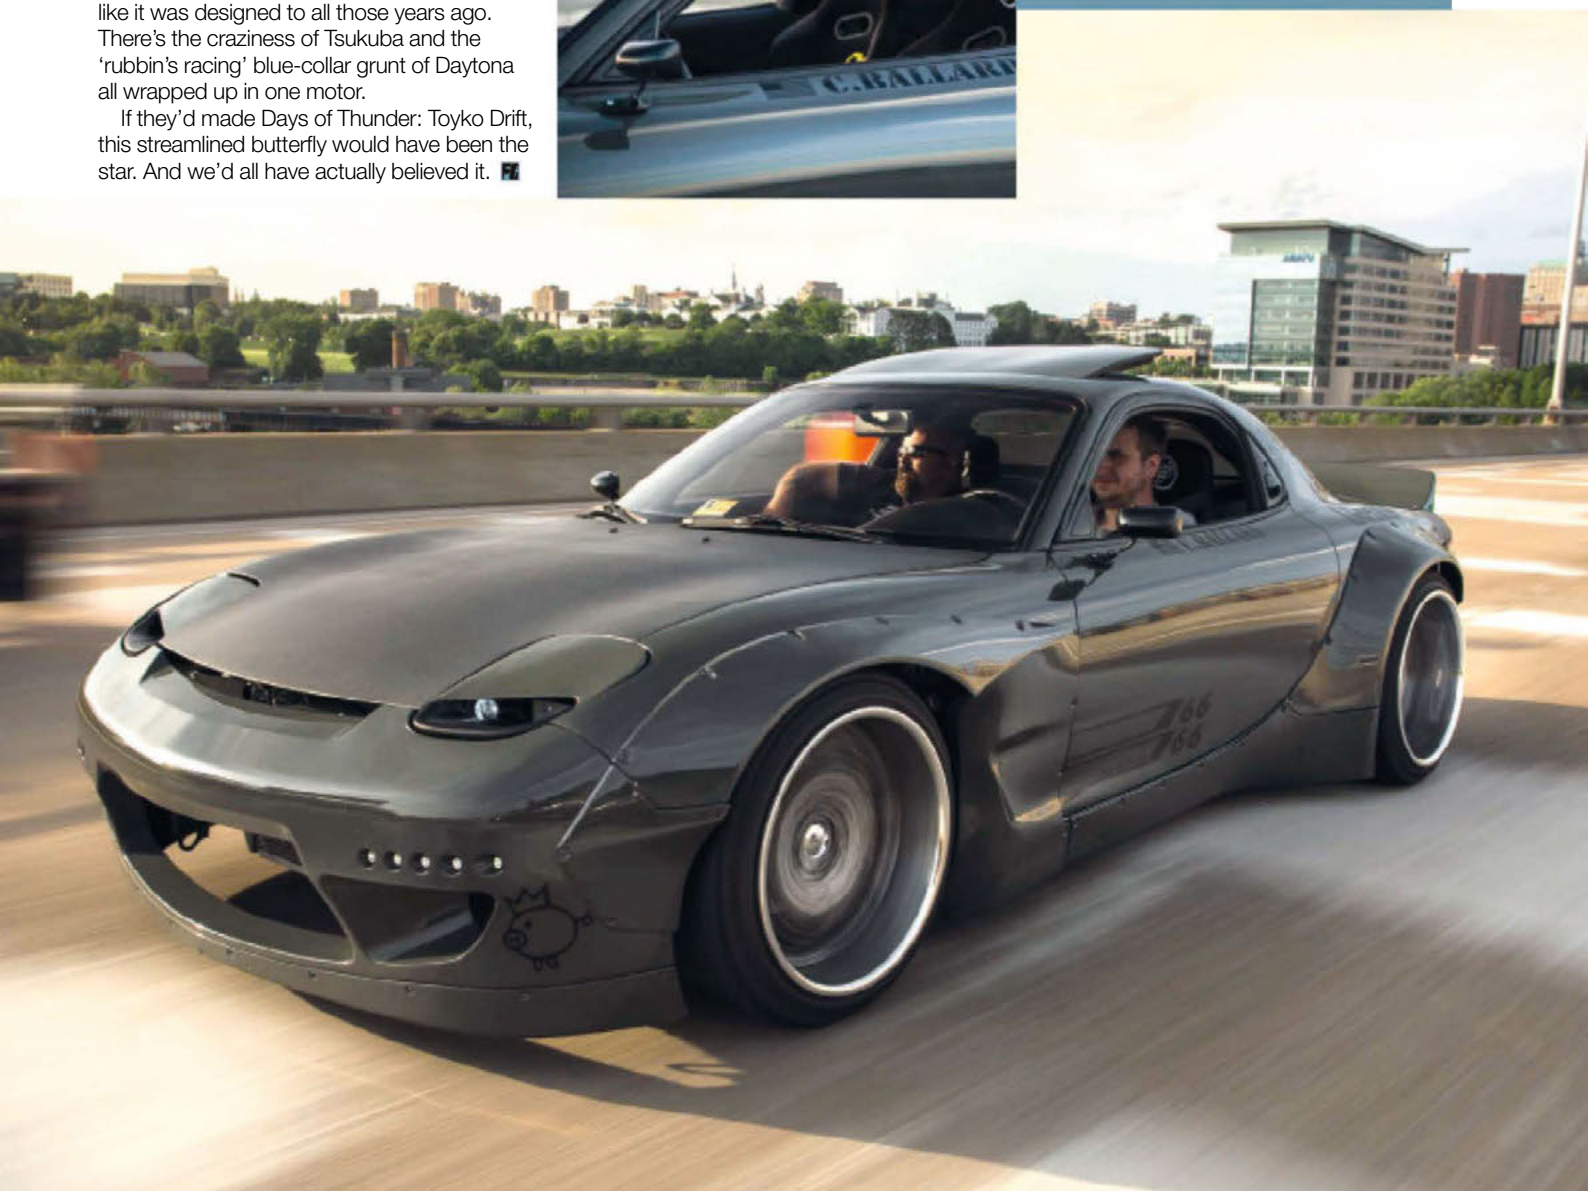 like it was designed to all those years ago.
There’s the craziness of Tsukuba and the
‘rubbin’s racing’ blue-collar grunt of Daytona
all wrapped up in one motor.
If they’d made Days of Thunder: Toyko Drift,
this streamlined butterfly would have been the
star. And we’d all have actually believed it.
C.BALLARD
766
766